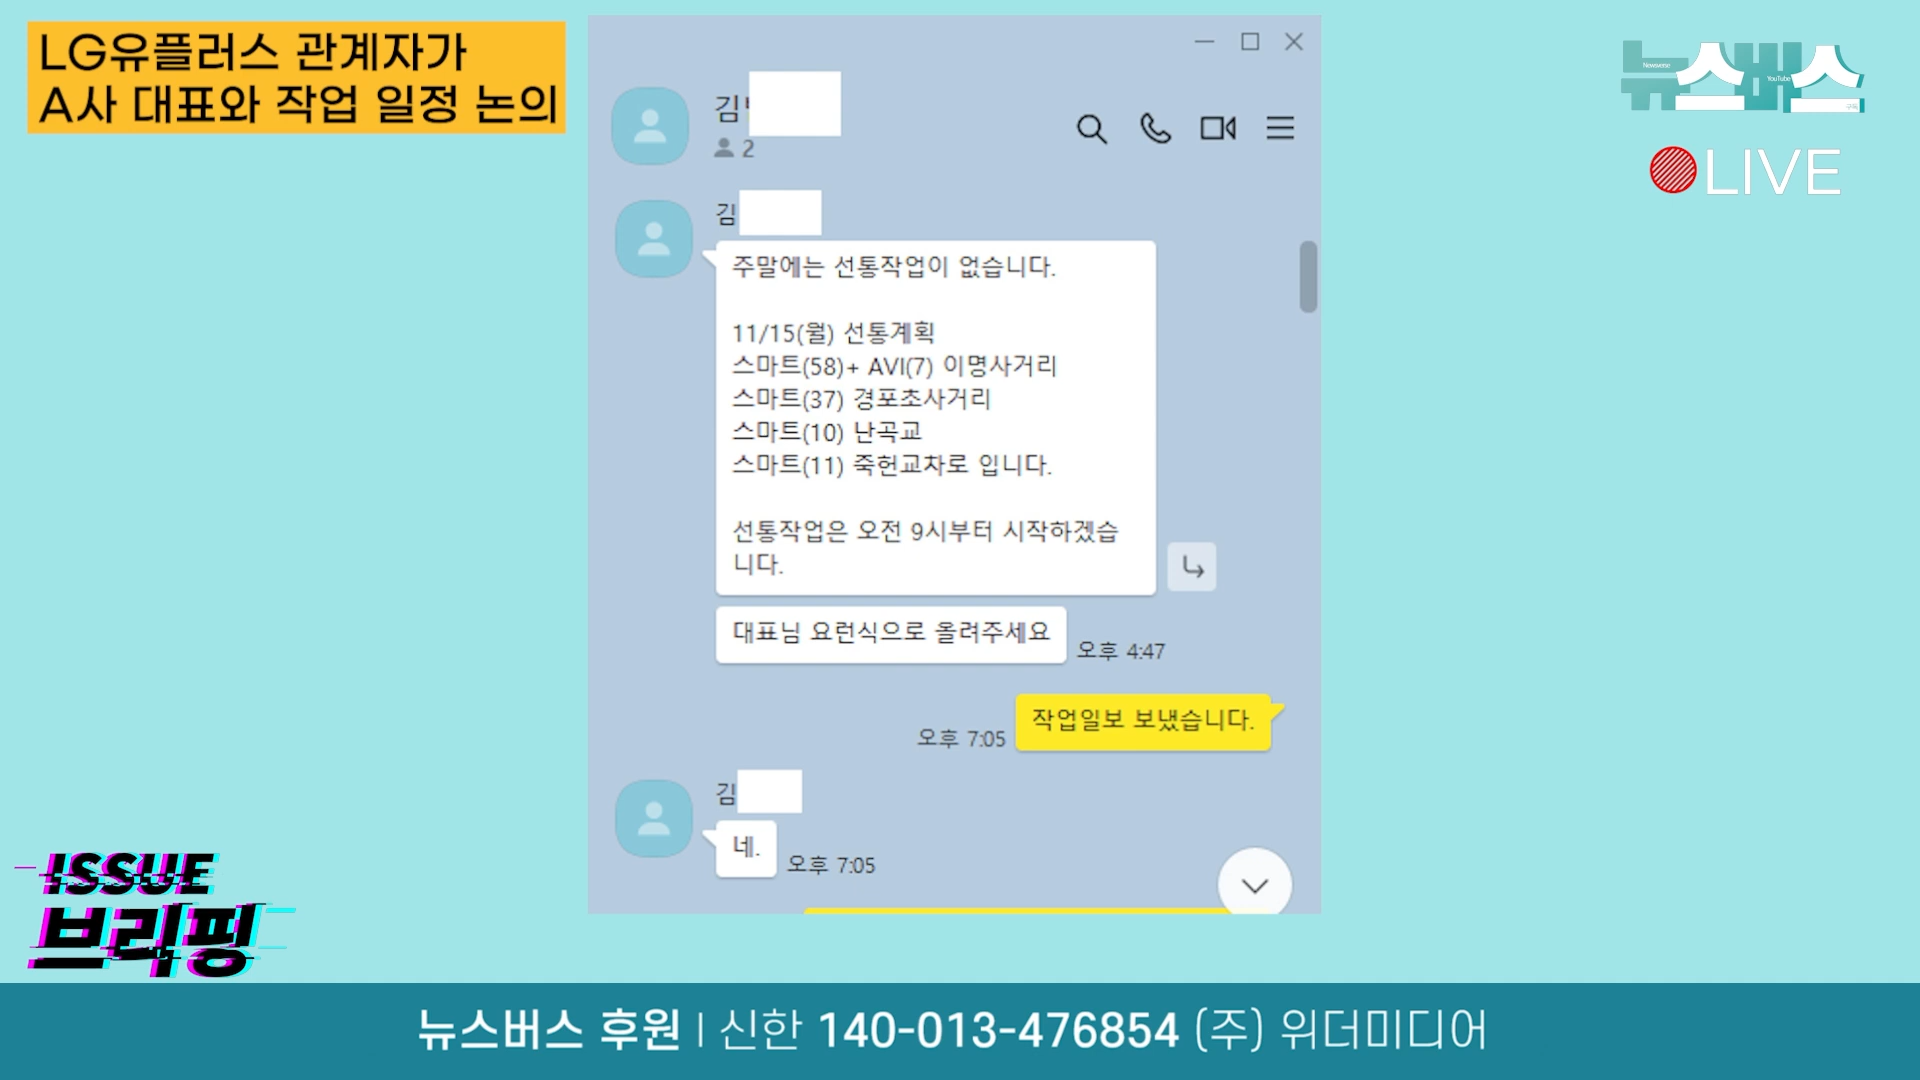 LG유플러스 관계자가
A사 대표와 작업 일정 논의
뉴스버스
Newsverse
YouTube
구독
LIVE
김
2
김
주말에는 선통작업이 없습니다.
11/15(월) 선통계획
스마트(58)+ AVI(7) 이명사거리
스마트(37) 경포초사거리
스마트(10) 난곡교
스마트(11) 죽헌교차로 입니다.
선통작업은 오전 9시부터 시작하겠습
니다.
대표님 요런식으로 올려주세요
오후 4:47
작업일보 보냈습니다.
오후 7:05
김
네.
오후 7:05
ISSUE
브리핑
뉴스버스 후원 | 신한 140-013-476854 (주) 위더미디어